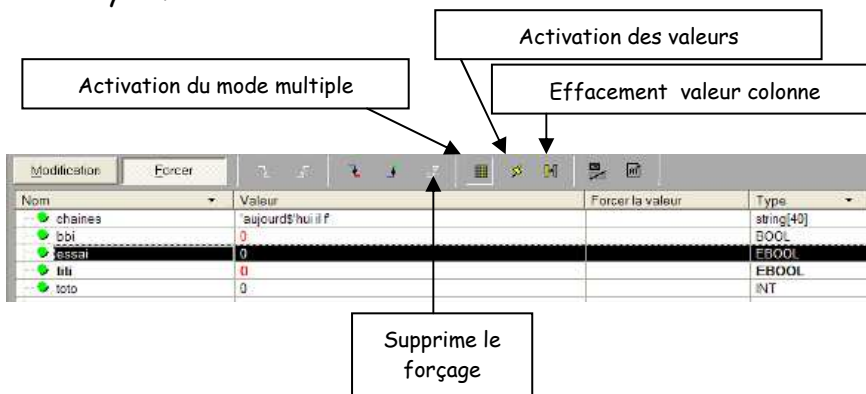 Activation des valeurs
Activation du mode multiple
Effacement valeur colonne
Modification Forcer
Nom Valeur Forcer la valeur Type
chaines 'aujourd$'hui il f' string[40]
bbi 0 BOOL
essai 0 EBOOL
0 EBOOL
toto 0 INT
Supprime le
forçage